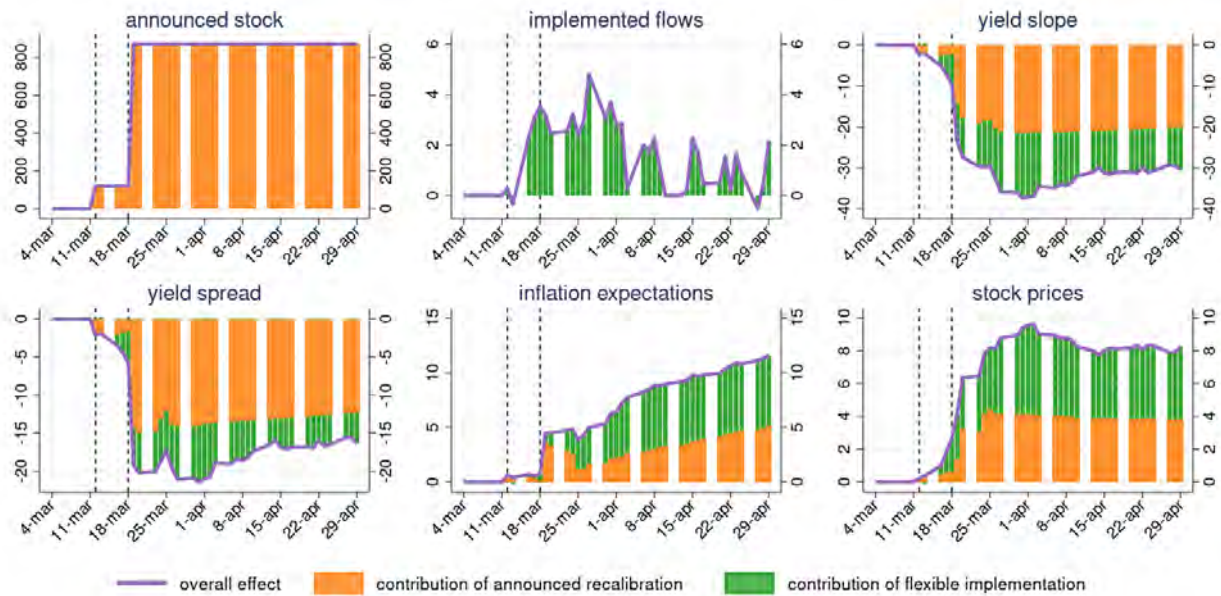 announced stock
implemented flows
yield slope
0 200 400 600 800
0 200 400 600 800
0 2 4 6
0 2 4 6
-40 -30 -20 -10 0
-40 -30 -20 -10 0
4-mar 11-mar 18-mar 25-mar 1-apr 8-apr 15-apr 22-apr 29-apr
4-mar 11-mar 18-mar 25-mar 1-apr 8-apr 15-apr 22-apr 29-apr
4-mar 11-mar 18-mar 25-mar 1-apr 8-apr 15-apr 22-apr 29-apr
yield spread
inflation expectations
stock prices
-20 -15 -10 -5 0
-20 -15 -10 -5 0
0 5 10 15
0 5 10 15
0 2 4 6 8 10
0 2 4 6 8 10
4-mar 11-mar 18-mar 25-mar 1-apr 8-apr 15-apr 22-apr 29-apr
4-mar 11-mar 18-mar 25-mar 1-apr 8-apr 15-apr 22-apr 29-apr
4-mar 11-mar 18-mar 25-mar 1-apr 8-apr 15-apr 22-apr 29-apr
overall effect
contribution of announced recalibration
contribution of flexible implementation